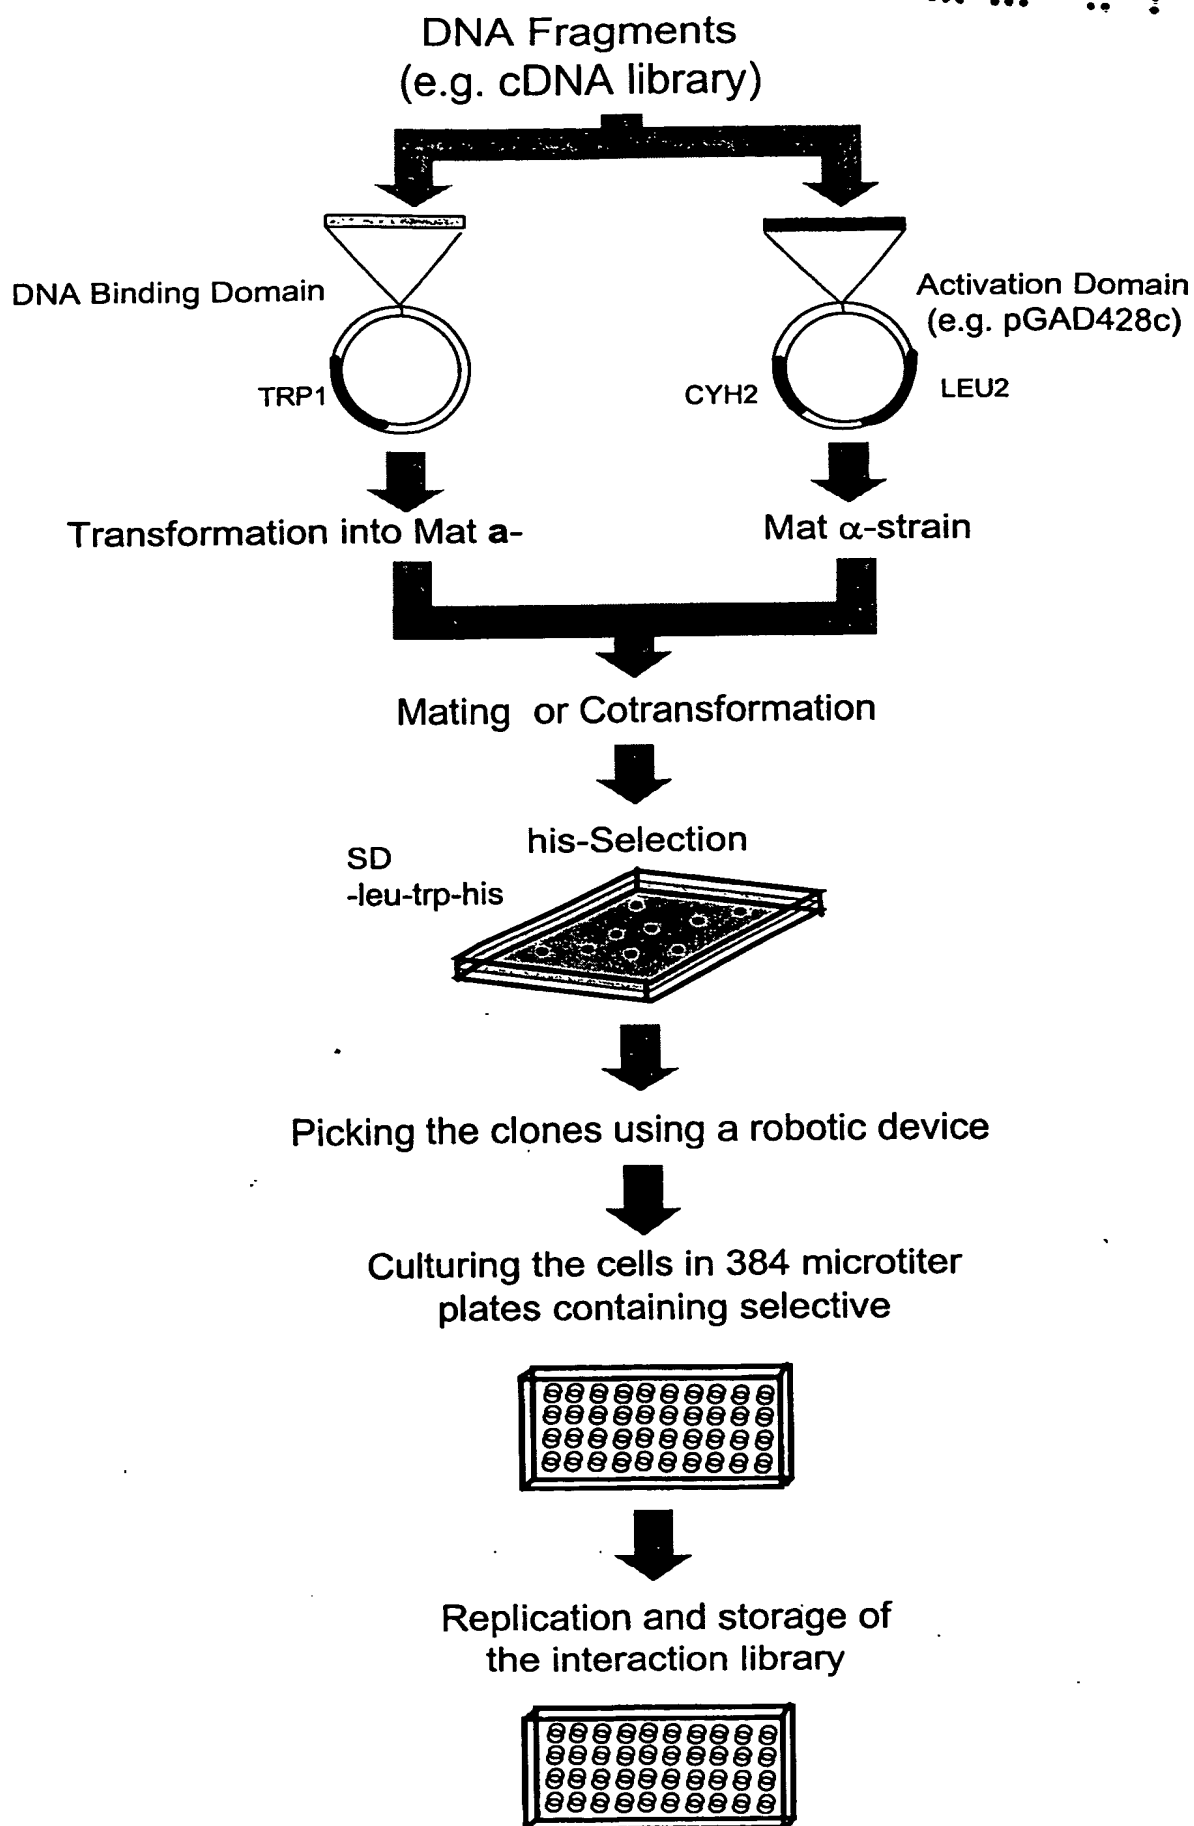 DNA Fragments
(e.g. cDNA library)
DNA Binding Domain
Activation Domain
(e.g. pGAD428c)
TRP1
CYH2
LEU2
Transformation into Mat a-
Mat α-strain
Mating or Cotransformation
his-Selection
SD
-leu-trp-his
Picking the clones using a robotic device
Culturing the cells in 384 microtiter
plates containing selective
Replication and storage of
the interaction library